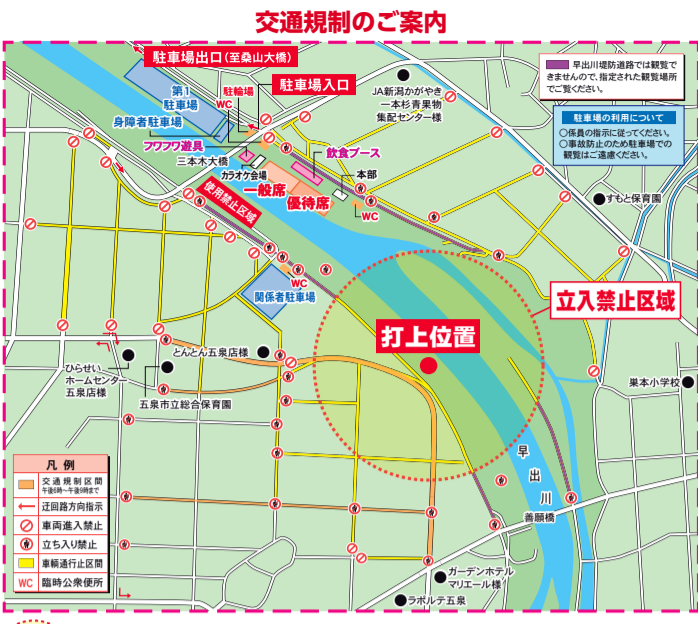 交通規制のご案内
駐車場出口(至桑山大橋)
駐車場入口
第1
駐車場
駐輪場
WC
身障者駐車場
フワフワ遊具
三本木大橋
カラオケ会場
飲食ブース
本部
一般席
優待席
WC
使用禁止区域
JA新潟かがやき
一本杉青果物
集配センター様
早出川堤防道路では観覧で
きませんので、指定された観覧場所
でご覧ください。
駐車場の利用について
○係員の指示に従ってください。
○事故防止のため駐車場での
観覧はご遠慮ください。
すもと保育園
WC
関係者駐車場
立入禁止区域
打上位置
とんとん五泉店様
ひらせい
ホームセンター
五泉店様
五泉市立総合保育園
巣本小学校
早出川
善願橋
ガーデンホテル
マリエール様
ラポルテ五泉
凡例
交通規制区間
午後6時〜午後9時まで
迂回路方向指示
車両進入禁止
立ち入り禁止
車輌通行止区間
WC 臨時公衆便所